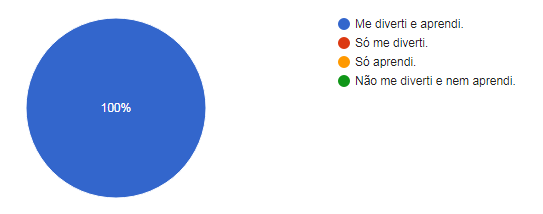 100%
Me diverti e aprendi.
Só me diverti.
Só aprendi.
Não me diverti e nem aprendi.